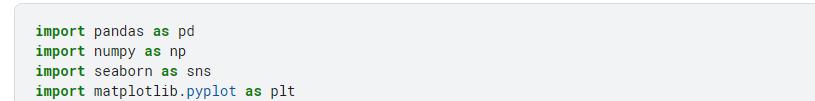 import pandas as pd
import numpy as np
import seaborn as sns
import matplotlib.pyplot as plt